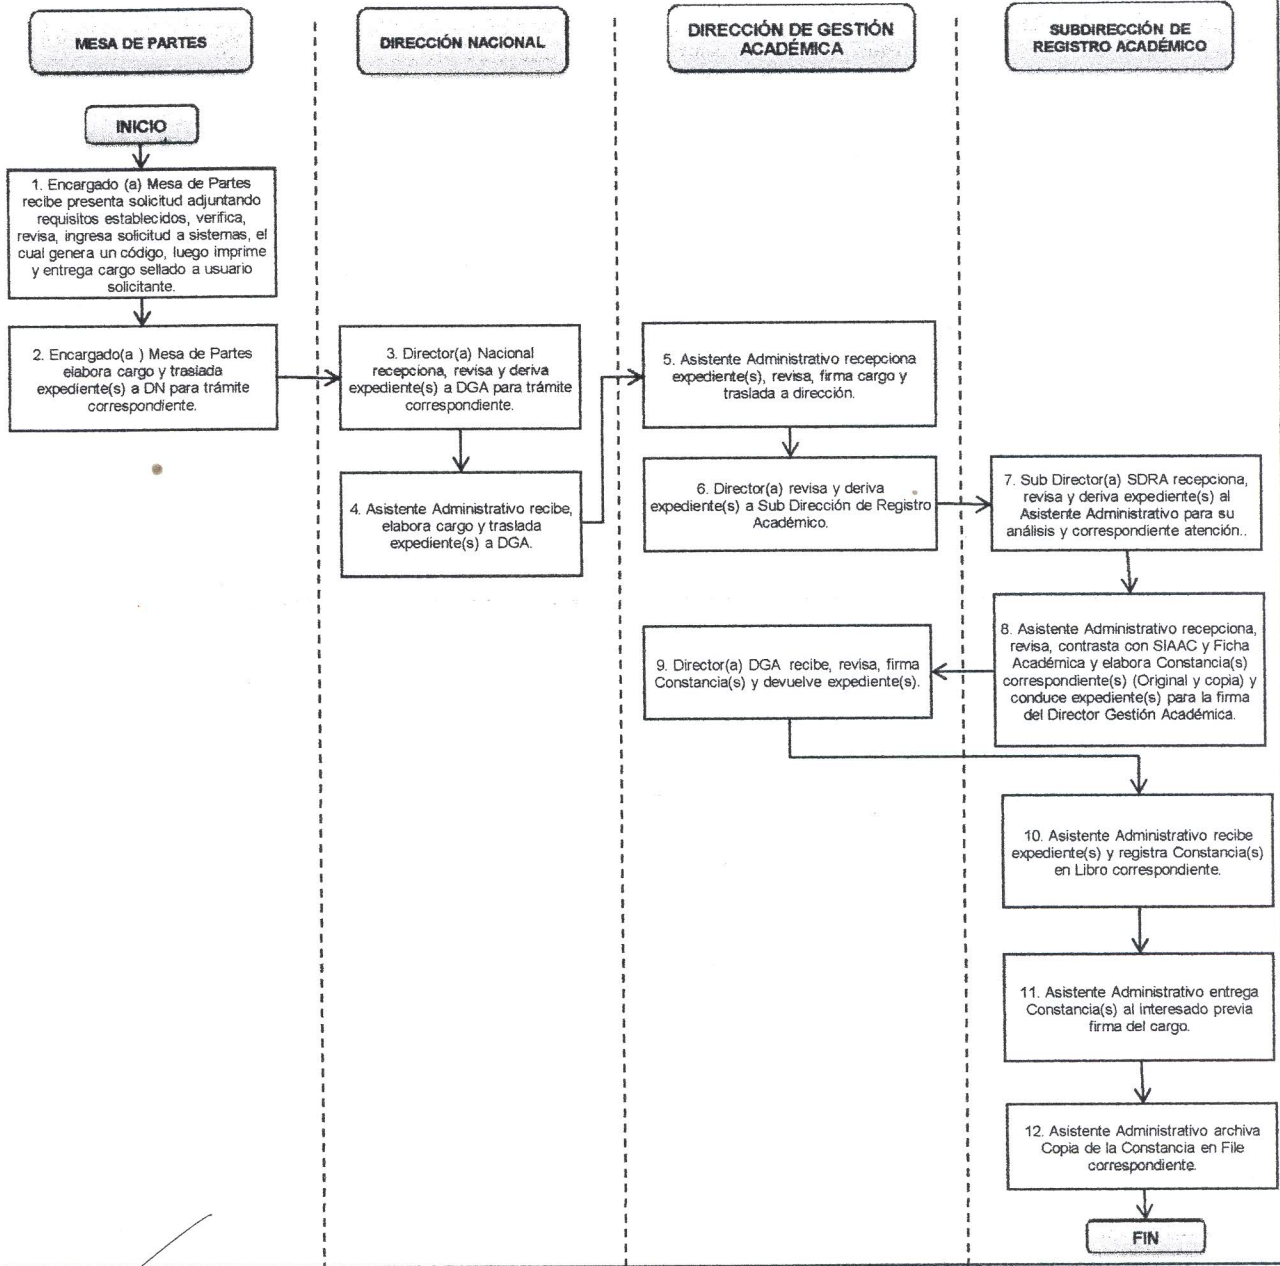 MESA DE PARTES
DIRECCIÓN NACIONAL
DIRECCIÓN DE GESTIÓN
ACADÉMICA
SUBDIRECCIÓN DE
REGISTRO ACADÉMICO
INICIO
1. Encargado (a) Mesa de Partes
recibe presenta solicitud adjuntando
requisitos establecidos, verifica,
revisa, ingresa solicitud a sistemas, el
cual genera un código, luego imprime
y entrega cargo sellado a usuario
solicitante.
2. Encargado(a ) Mesa de Partes
elabora cargo y traslada
expediente(s) a DN para trámite
correspondiente.
3. Director(a) Nacional
recepciona, revisa y deriva
expediente(s) a DGA para trámite
correspondiente.
4. Asistente Administrativo recibe,
elabora cargo y traslada
expediente(s) a DGA.
5. Asistente Administrativo recepciona
expediente(s), revisa, firma cargo y
traslada a dirección.
6. Director(a) revisa y deriva
expediente(s) a Sub Dirección de Registro
Académico.
7. Sub Director(a) SDRA recepciona,
revisa y deriva expediente(s) al
Asistente Administrativo para su
análisis y correspondiente atención..
8. Asistente Administrativo recepciona,
revisa, contrasta con SIAAC y Ficha
Académica y elabora Constancia(s)
correspondiente(s) (Original y copia) y
conduce expediente(s) para la firma
del Director Gestión Académica.
9. Director(a) DGA recibe, revisa, firma
Constancia(s) y devuelve expediente(s).
10. Asistente Administrativo recibe
expediente(s) y registra Constancia(s)
en Libro correspondiente.
11. Asistente Administrativo entrega
Constancia(s) al interesado previa
firma del cargo.
12. Asistente Administrativo archiva
Copia de la Constancia en File
correspondiente.
FIN